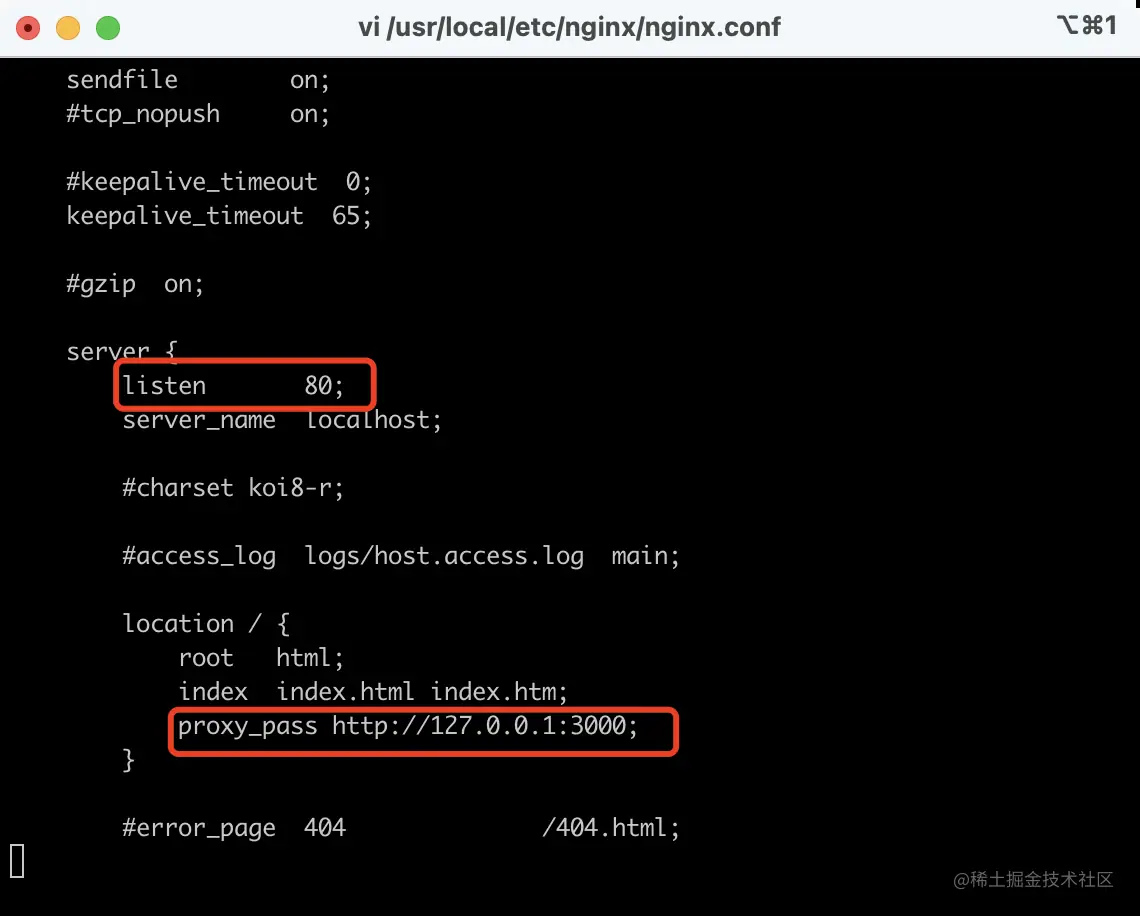 vi /usr/local/etc/nginx/nginx.conf
⌥⌘1
sendfile        on;
#tcp_nopush     on;
#keepalive_timeout  0;
keepalive_timeout  65;
#gzip  on;
server {
listen       80;
server_name  localhost;
#charset koi8-r;
#access_log  logs/host.access.log  main;
location / {
root   html;
index  index.html index.htm;
proxy_pass http://127.0.0.1:3000;
}
#error_page  404              /404.html;
@稀土掘金技术社区